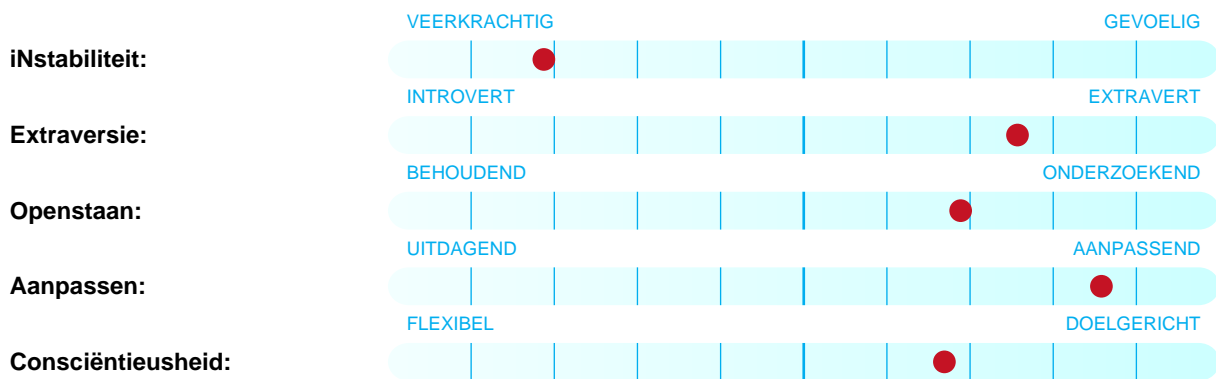 VEERKRACHTIG GEVOELIG
iNstabiliteit:
INTROVERT EXTRAVERT
Extraversie:
BEHOUDEND ONDERZOEKEND
Openstaan:
UITDAGEND AANPASSEND
Aanpassen:
FLEXIBEL DOELGERICHT
Consciëntieusheid: